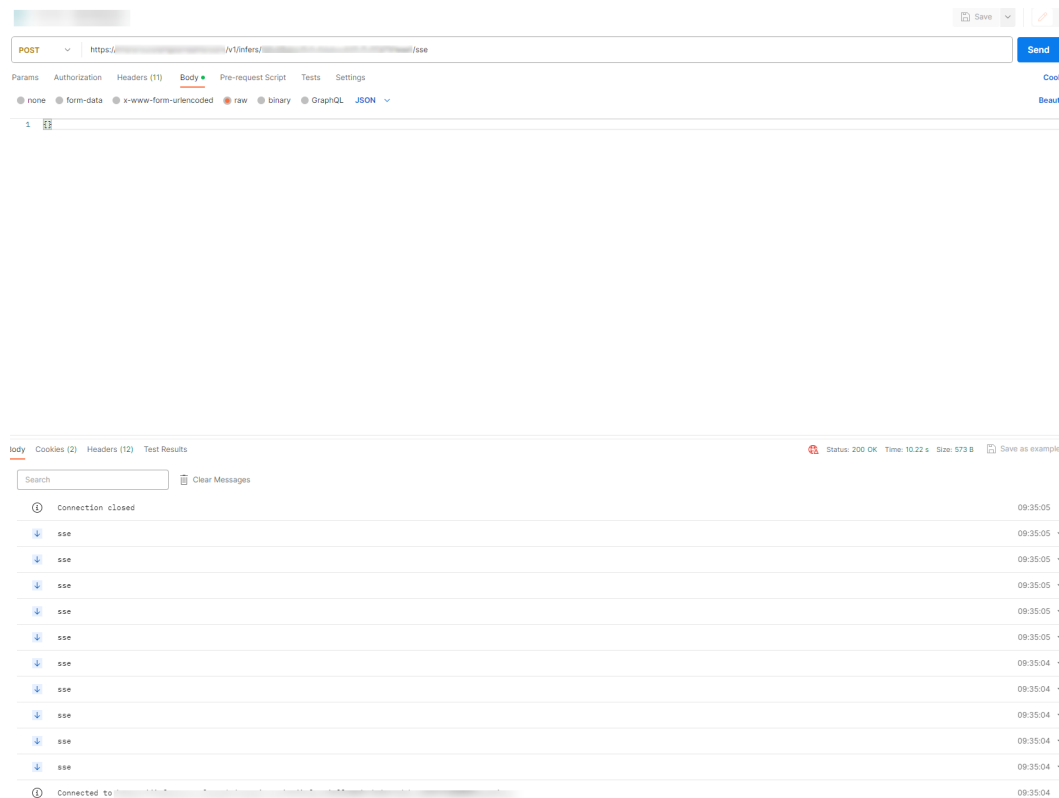 Save
POST https:/ /v1/infers/ /sse Send
Params Authorization Headers (11) Body Pre-request Script Tests Settings Cool
none form-data x-www-form-urlencoded raw binary GraphQL JSON Beaut
1 {}
Body Cookies (2) Headers (12) Test Results Status: 200 OK Time: 10.22 s Size: 573 B Save as example
Search Clear Messages
Connection closed 09:35:05
sse 09:35:05
sse 09:35:05
sse 09:35:05
sse 09:35:05
sse 09:35:05
sse 09:35:04
sse 09:35:04
sse 09:35:04
sse 09:35:04
sse 09:35:04
Connected to 09:35:04